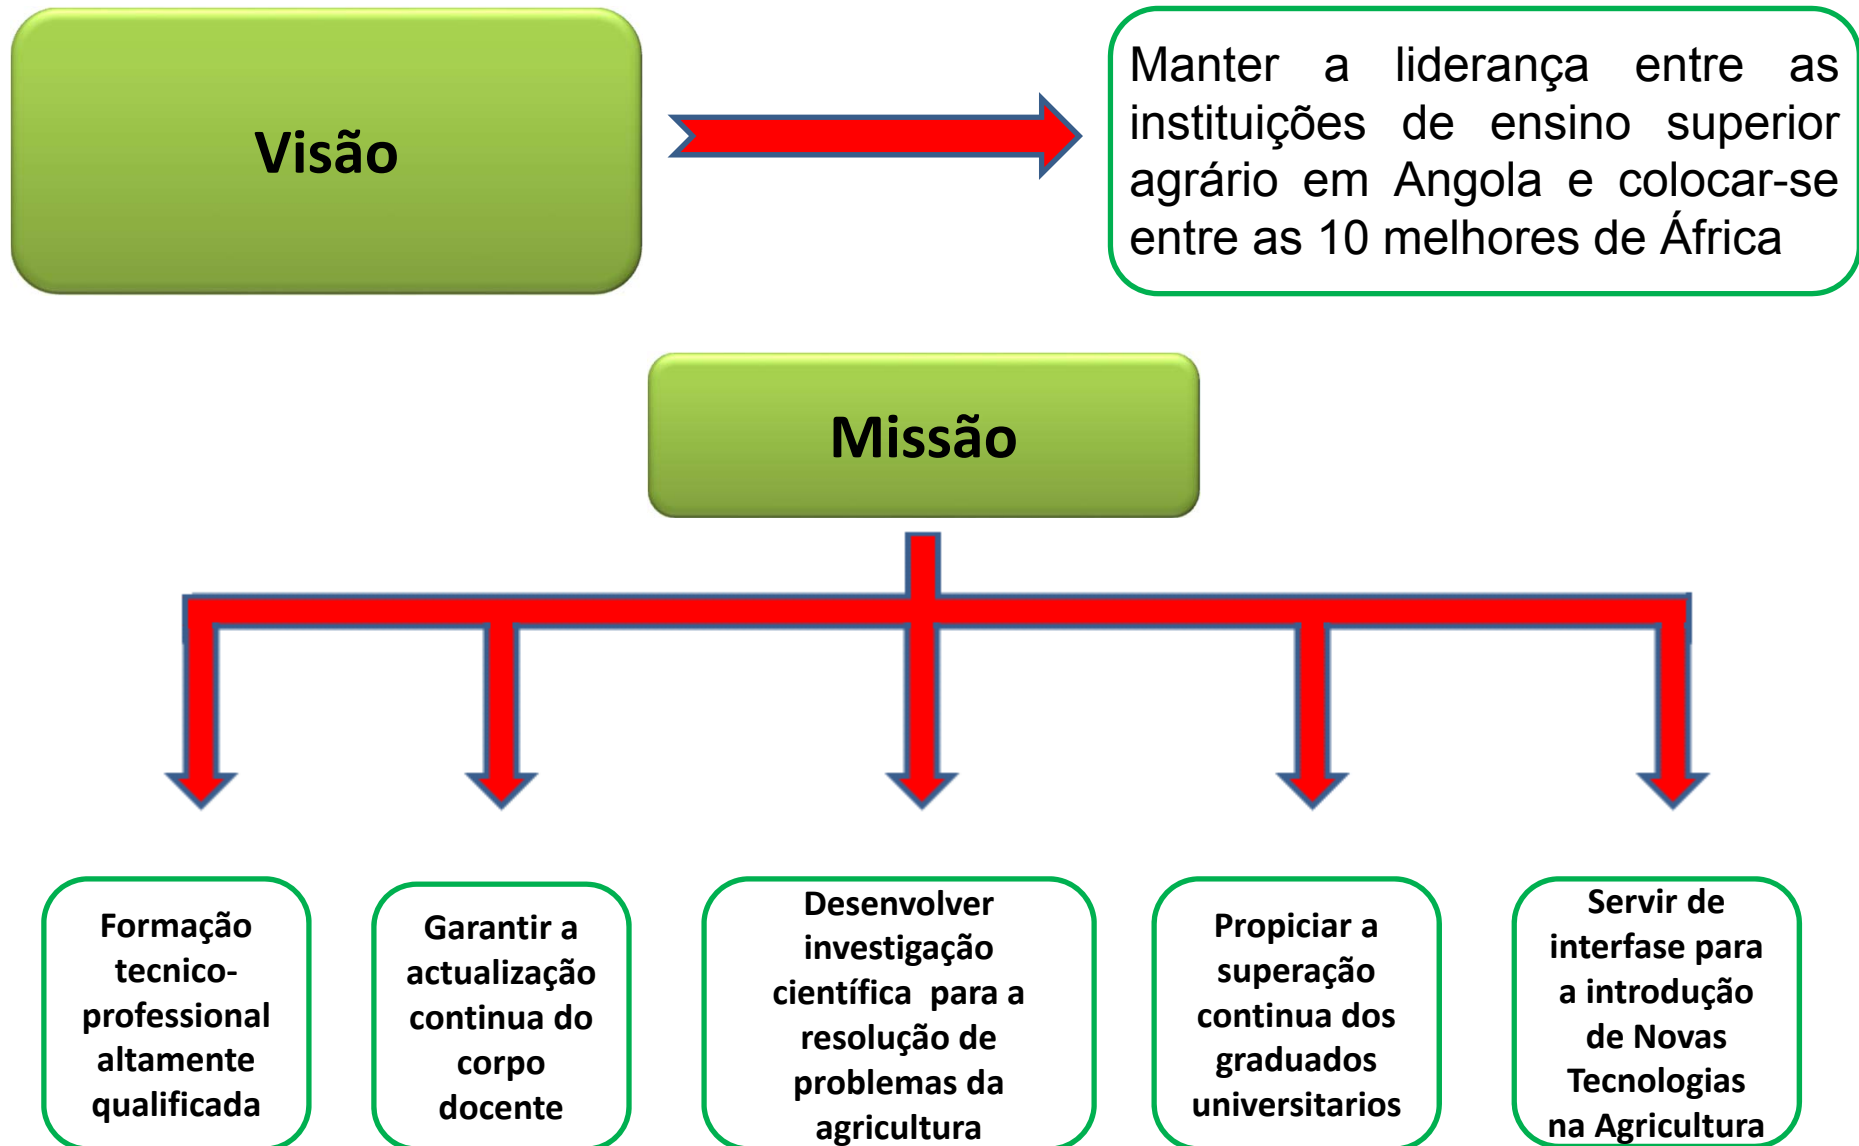 Visão
Manter a liderança entre as
instituições de ensino superior
agrário em Angola e colocar-se
entre as 10 melhores de África
Missão
Formação
tecnico-
professional
altamente
qualificada
Garantir a
actualização
continua do
corpo
docente
Desenvolver
investigação
científica para a
resolução de
problemas da
agricultura
Propiciar a
superação
continua dos
graduados
universitarios
Servir de
interfase para
a introdução
de Novas
Tecnologias
na Agricultura